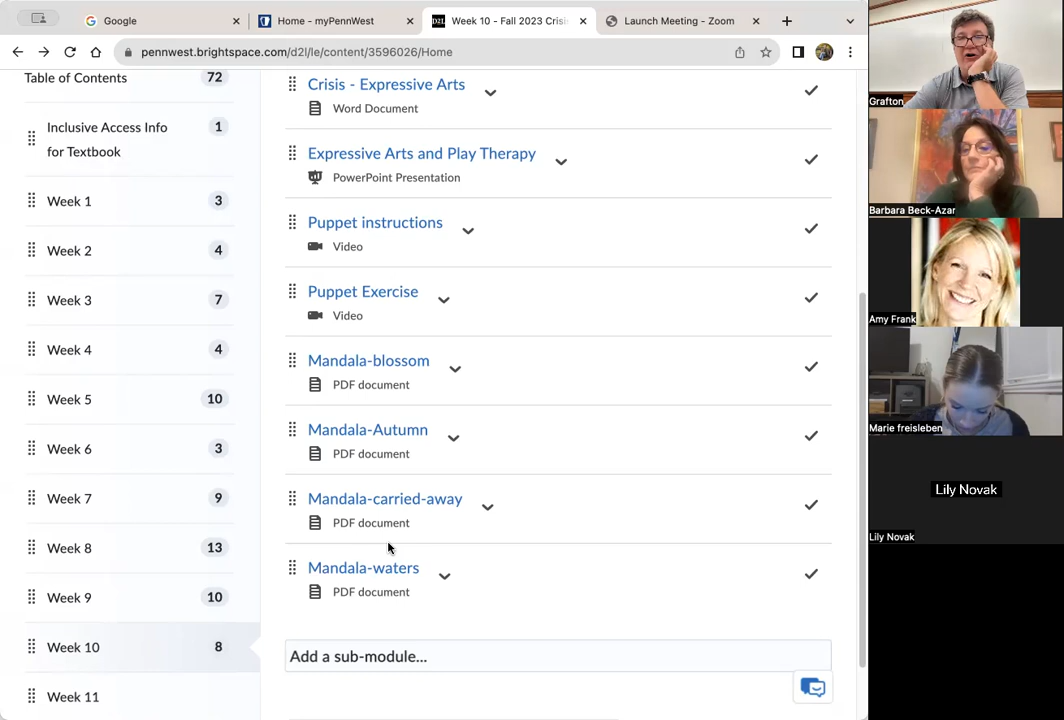 Google
Home - myPennWest
D2L
Week 10 - Fall 2023 Crisi
Launch Meeting - Zoom
pennwest.brightspace.com/d2l/le/content/3596026/Home
Table of Contents
72
Inclusive Access Info
for Textbook
1
Week 1
3
Week 2
4
Week 3
7
Week 4
4
Week 5
10
Week 6
3
Week 7
9
Week 8
13
Week 9
10
Week 10
8
Week 11
Crisis - Expressive Arts
Word Document
Expressive Arts and Play Therapy
PowerPoint Presentation
Puppet instructions
Video
Puppet Exercise
Video
Mandala-blossom
PDF document
Mandala-Autumn
PDF document
Mandala-carried-away
PDF document
Mandala-waters
PDF document
Add a sub-module...
Grafton
Barbara Beck-Azar
Amy Frank
Marie freisleben
Lily Novak
Lily Novak